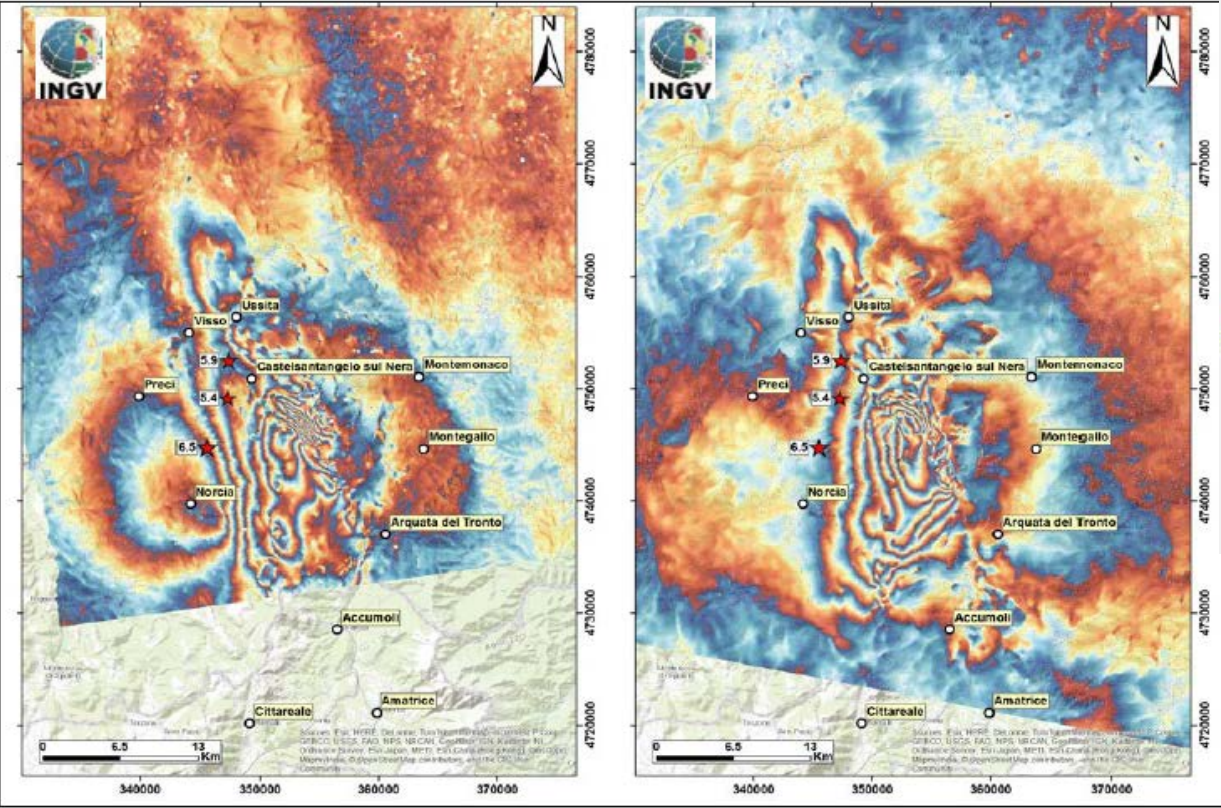 INGV
N
4780000
4770000
4760000
4750000
4740000
4730000
4720000
Ussita
Visso
5.9
Castelsantangelo sul Nera
Montemonaco
Preci
5.4
Montegallo
6.5
Norcia
Arquata del Tronto
Accumoli
Amatrice
Cittareale
0 6.5 13
Km
340000 350000 360000 370000
INGV
N
4780000
4770000
4760000
4750000
4740000
4730000
4720000
Ussita
Visso
5.9
Castelsantangelo sul Nera
Montemonaco
Preci
5.4
Montegallo
6.5
Norcia
Arquata del Tronto
Accumoli
Amatrice
Cittareale
0 6.5 13
Km
340000 350000 360000 370000